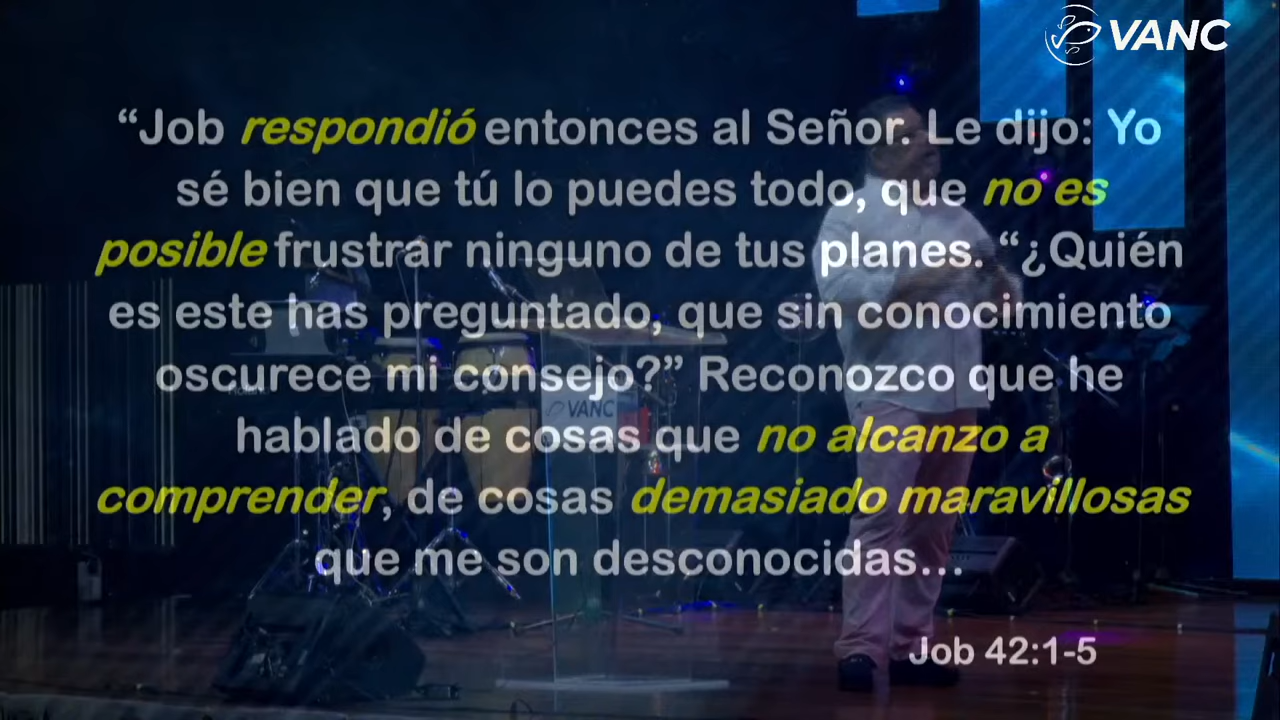 VANC
“Job respondió entonces al Señor. Le dijo: Yo
sé bien que tú lo puedes todo, que no es
posible frustrar ninguno de tus planes. “¿Quién
es este has preguntado, que sin conocimiento
oscurece mi consejo?” Reconozco que he
hablado de cosas que no alcanzo a
comprender, de cosas demasiado maravillosas
que me son desconocidas...
VANC
Job 42:1-5